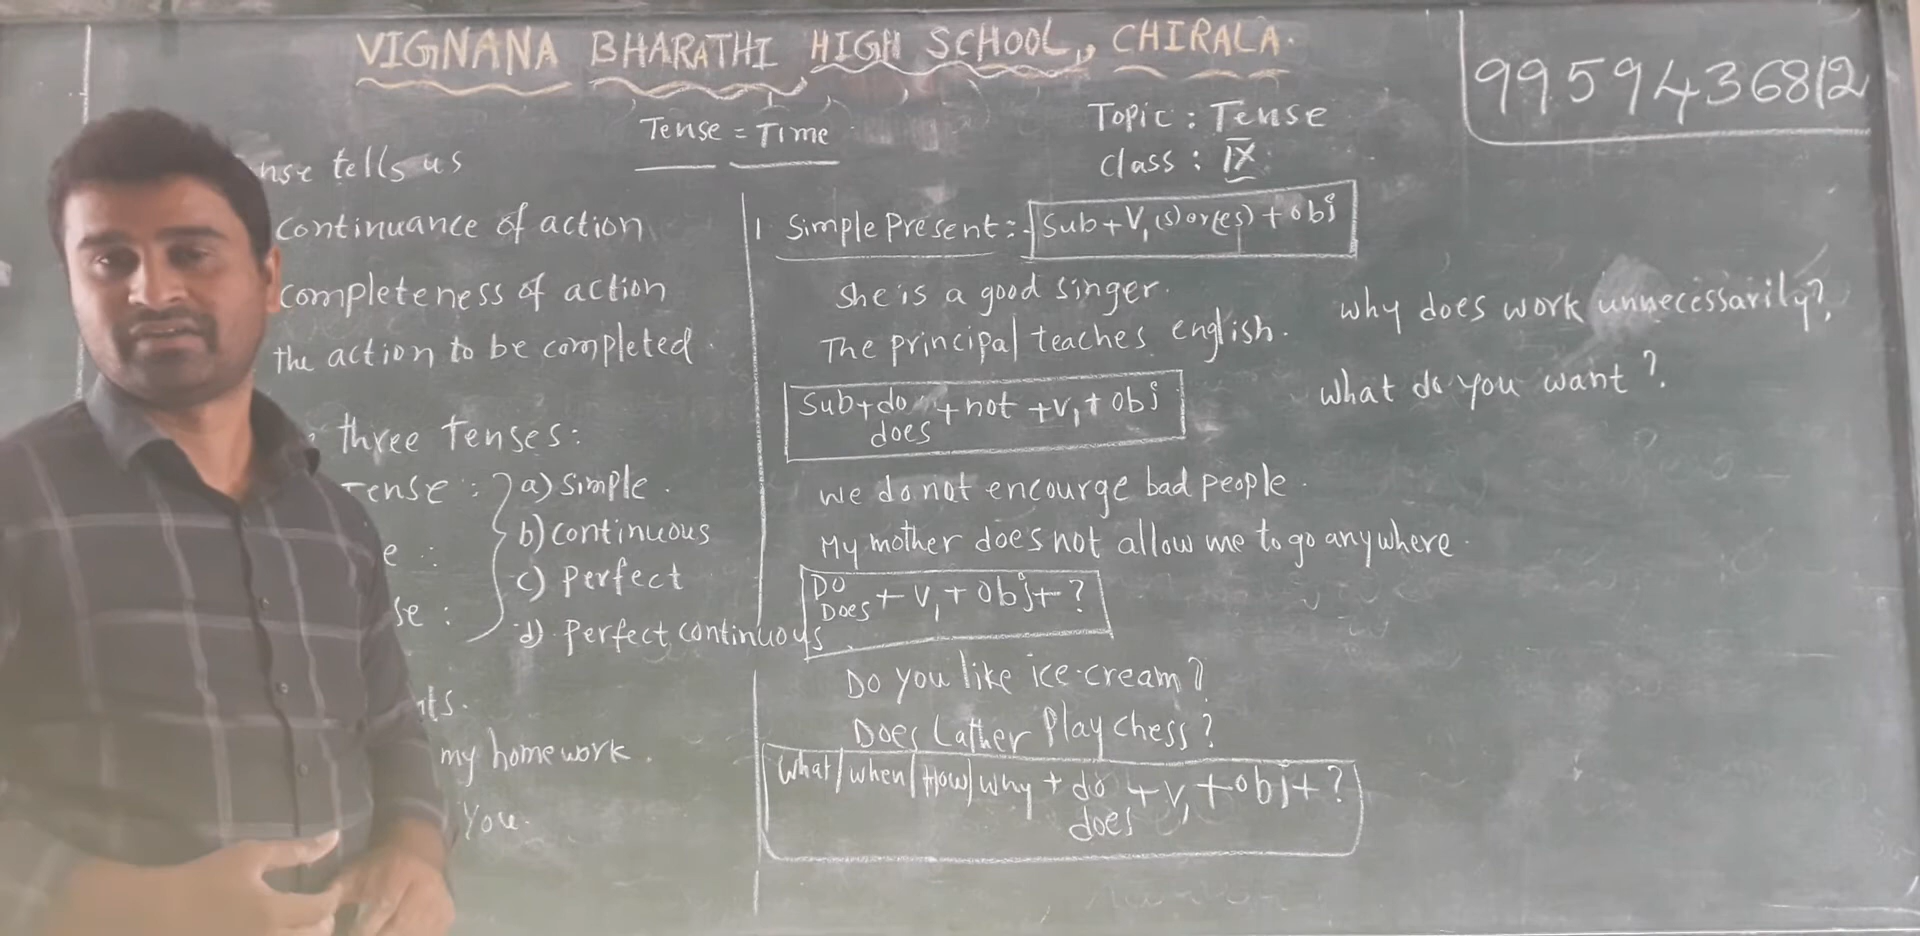 VIGNANA BHARATHI HIGH SCHOOL, CHIRALA.
9959436812
Tense = Time
Topic : Tense
Class : IX
nse tells us
continuance of action
completeness of action
the action to be completed
three tenses:
Tense : a) simple.
e : b) continuous
c) perfect
se : d) perfect continuous
nts.
my homework.
You.
1 Simple Present :- Sub + V1 (s) or (es) + obj
She is a good singer.
The principal teaches english.
Sub + do + not + V1 + obj
does
we do not encourge bad people.
My mother does not allow me to go anywhere.
Do + V1 + Obj + ?
Does
Do you like ice-cream?
Does Father Play chess?
What/when/How/why + do + V1 + obj + ?
does
why does work unnecessarily?
what do you want?